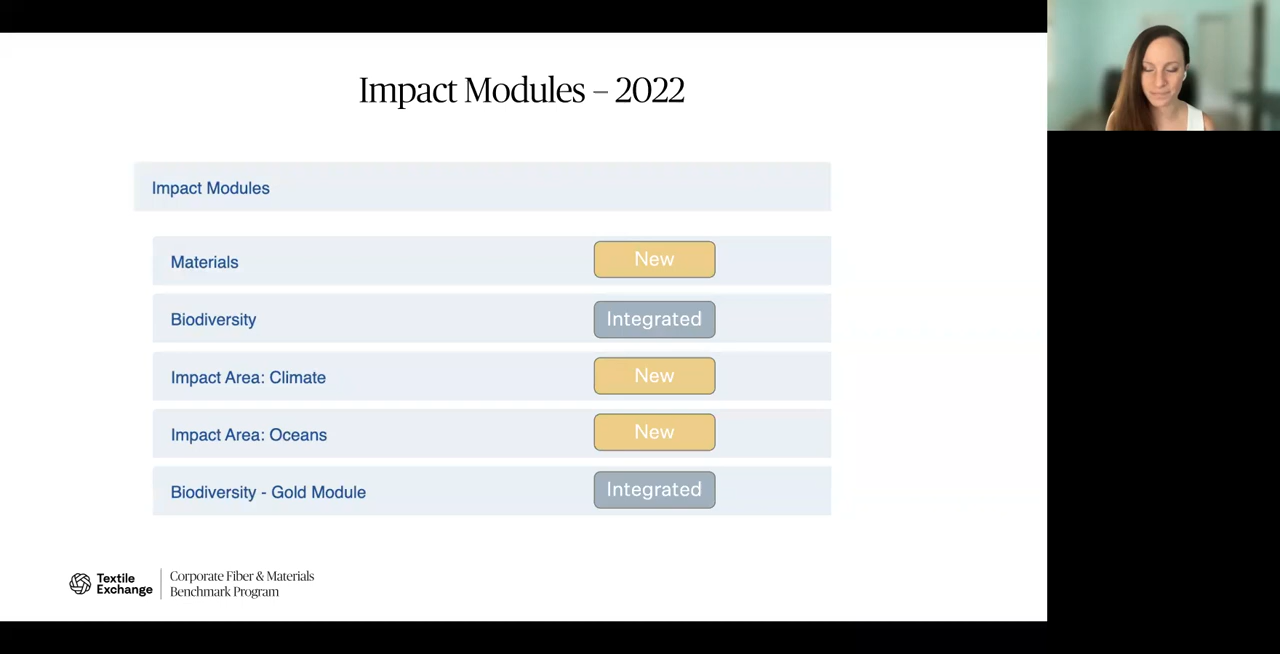 Impact Modules – 2022
Impact Modules
Materials
New
Biodiversity
Integrated
Impact Area: Climate
New
Impact Area: Oceans
New
Biodiversity - Gold Module
Integrated
Textile
Exchange
Corporate Fiber & Materials
Benchmark Program